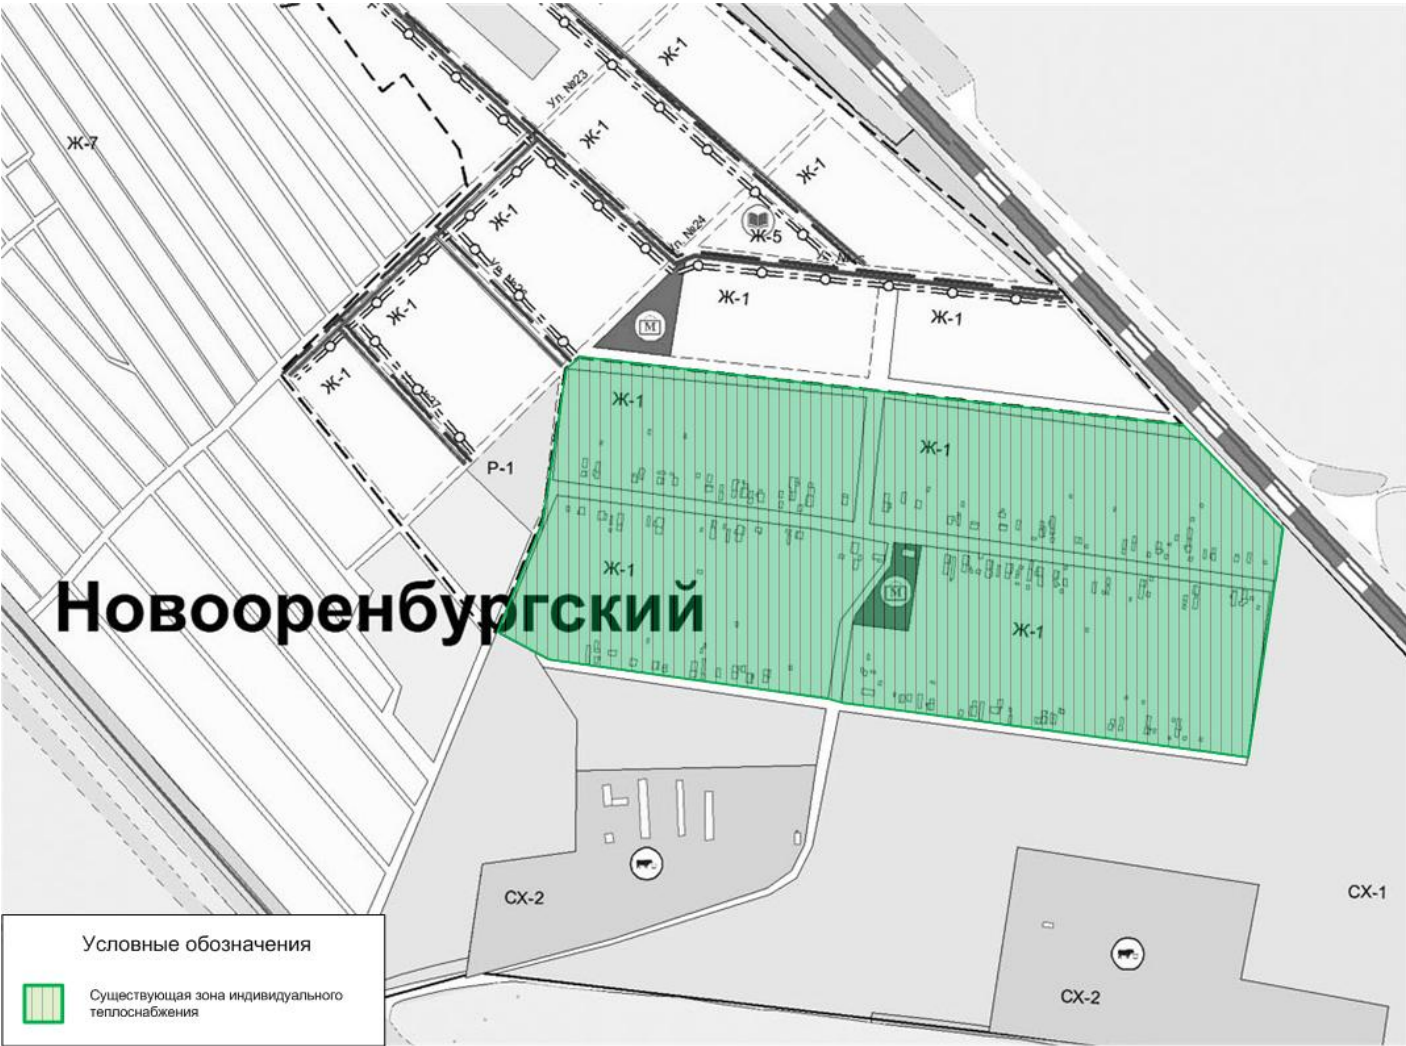 Ж-1
Ул. №23
Ж-7
Ж-1
Ж-1
Ж-1
Ул. №24
Ж-5
Ж-1
Ж-1
Ж-1
М
Ж-1
Ж-1
Ж-1
Р-1
Ж-1
Ж-1
М
Новооренбургский
Ж-1
СХ-2
СХ-1
СХ-2
Условные обозначения
Существующая зона индивидуального
теплоснабжения